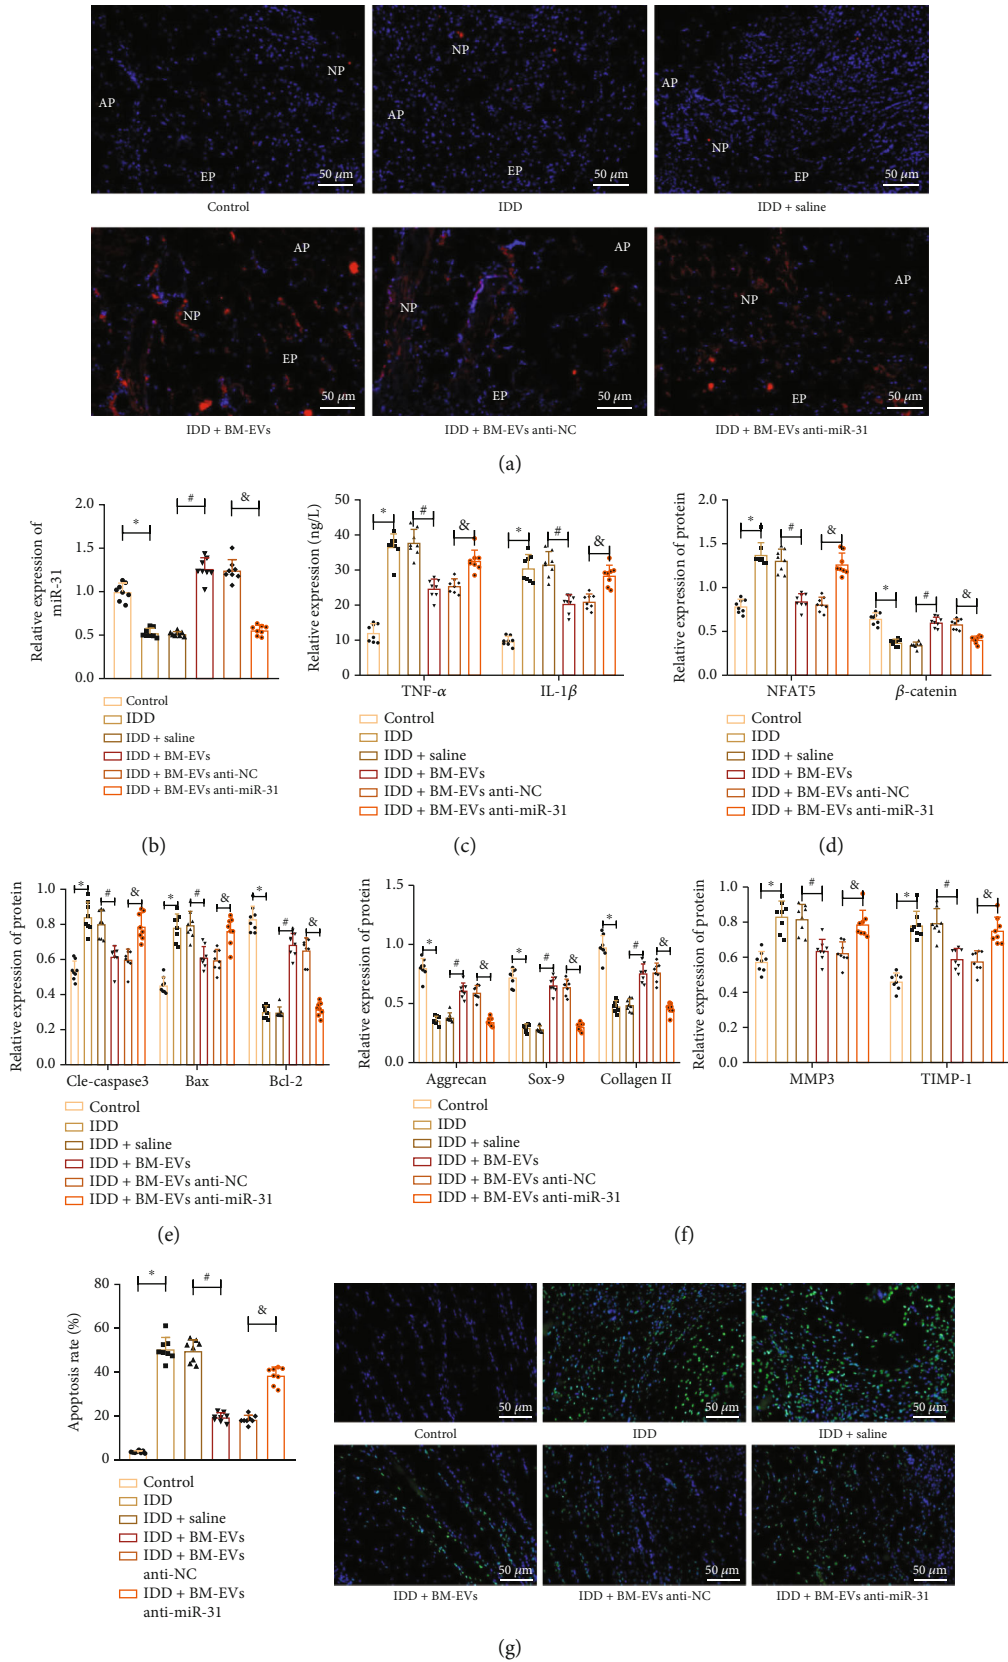 NP
AP
EP
50 μm
Control
NP
AP
EP
50 μm
IDD
AP
NP
EP
50 μm
IDD + saline
AP
NP
EP
50 μm
IDD + BM-EVs
AP
NP
EP
50 μm
IDD + BM-EVs anti-NC
NP
AP
EP
50 μm
IDD + BM-EVs anti-miR-31
(a)
Relative expression of
miR-31
2.0
1.5
1.0
0.5
0.0
*
#
&
Control
IDD
IDD + saline
IDD + BM-EVs
IDD + BM-EVs anti-NC
IDD + BM-EVs anti-miR-31
(b)
Relative expression (ng/L)
50
40
30
20
10
0
*
#
&
*
#
&
TNF-α
IL-1β
Control
IDD
IDD + saline
IDD + BM-EVs
IDD + BM-EVs anti-NC
IDD + BM-EVs anti-miR-31
(c)
Relative expression of protein
2.0
1.5
1.0
0.5
0.0
*
#
&
*
#
&
NFAT5
β-catenin
Control
IDD
IDD + saline
IDD + BM-EVs
IDD + BM-EVs anti-NC
IDD + BM-EVs anti-miR-31
(d)
Relative expression of protein
1.0
0.8
0.6
0.4
0.2
0.0
*
#
&
*
#
&
*
#
&
Cle-caspase3
Bax
Bcl-2
Control
IDD
IDD + saline
IDD + BM-EVs
IDD + BM-EVs anti-NC
IDD + BM-EVs anti-miR-31
(e)
Relative expression of protein
1.5
1.0
0.5
0.0
*
#
&
*
#
&
*
#
&
Aggrecan
Sox-9
Collagen II
Control
IDD
IDD + saline
IDD + BM-EVs
IDD + BM-EVs anti-NC
IDD + BM-EVs anti-miR-31
Relative expression of protein
1.0
0.8
0.6
0.4
0.2
0.0
*
#
&
*
#
&
MMP3
TIMP-1
(f)
Apoptosis rate (%)
80
60
40
20
0
*
#
&
Control
IDD
IDD + saline
IDD + BM-EVs
IDD + BM-EVs
anti-NC
IDD + BM-EVs
anti-miR-31
50 μm
Control
50 μm
IDD
50 μm
IDD + saline
50 μm
IDD + BM-EVs
50 μm
IDD + BM-EVs anti-NC
50 μm
IDD + BM-EVs anti-miR-31
(g)